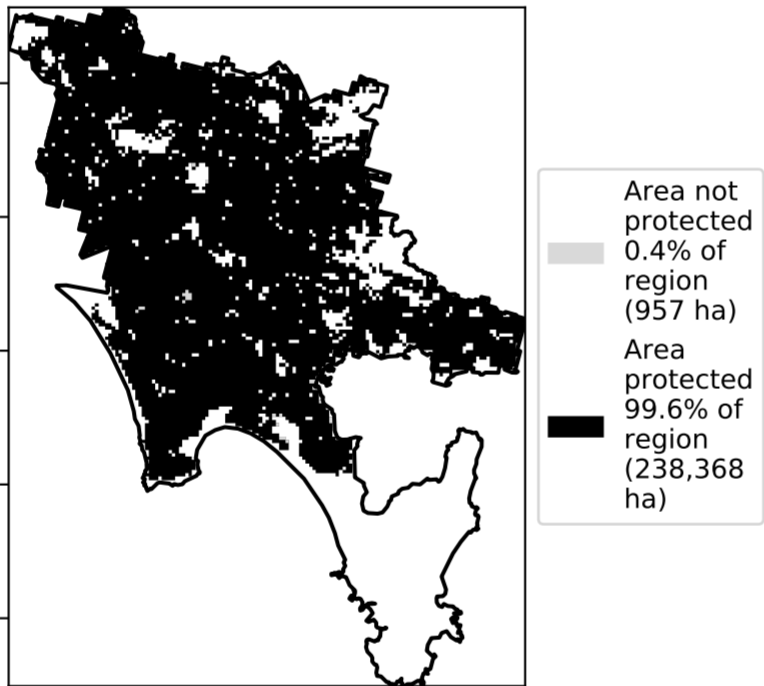 Area not
protected
0.4% of
region
(957 ha)
Area
protected
99.6% of
region
(238,368
ha)